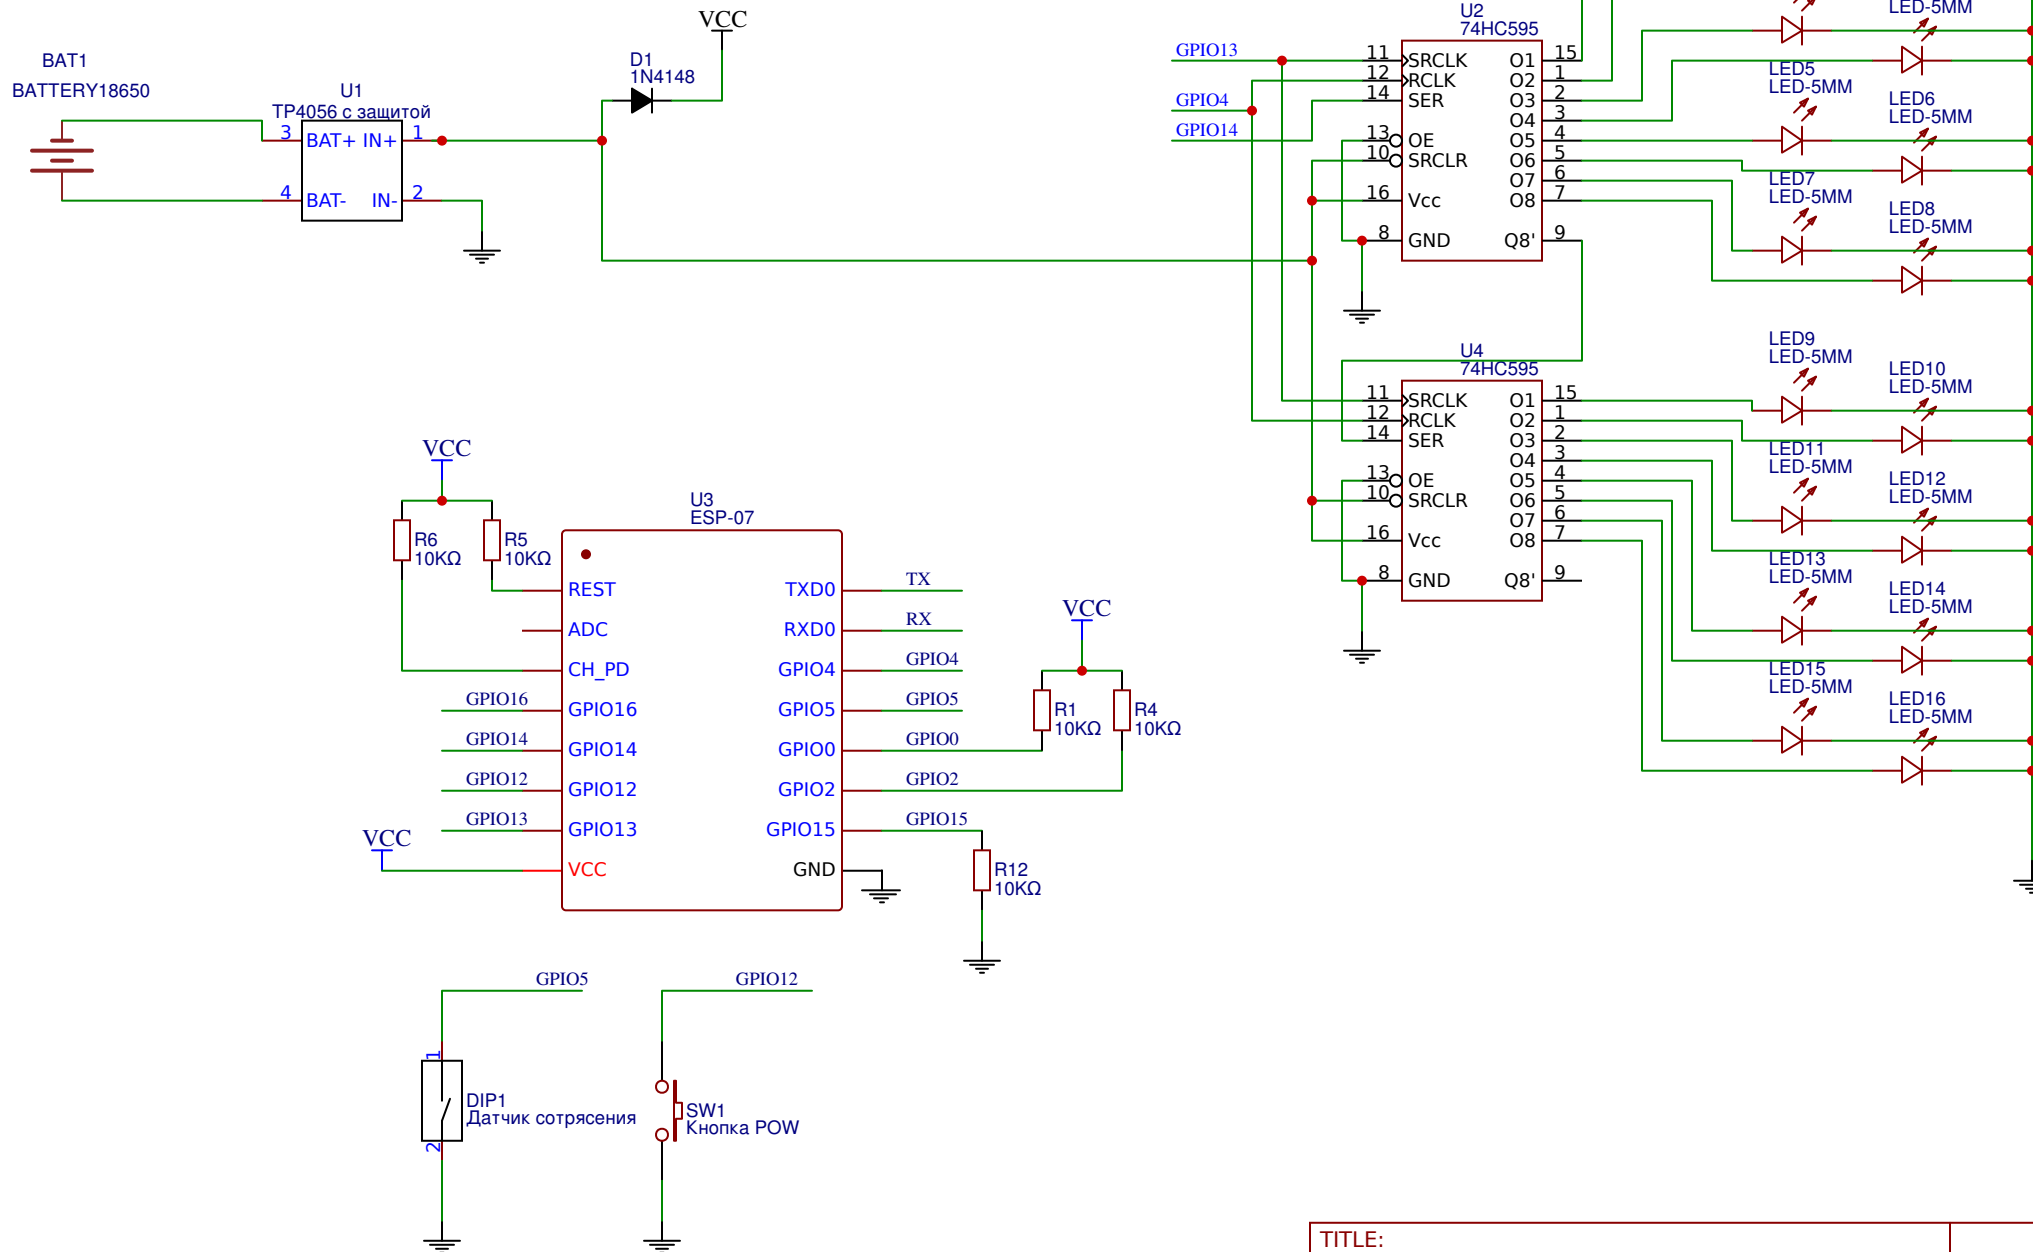 BAT1
BATTERY18650
U1
TP4056 с защитой
3
BAT+
IN+
1
4
BAT-
IN-
2
D1
1N4148
VCC
GPIO13
GPIO4
GPIO14
U2
74HC595
11
SRCLK
O1
15
12
RCLK
O2
1
14
SER
O3
2
O4
3
13
OE
O5
4
10
SRCLR
O6
5
O7
6
16
Vcc
O8
7
8
GND
Q8'
9
LED-5MM
LED5
LED-5MM
LED6
LED-5MM
LED7
LED-5MM
LED8
LED-5MM
U4
74HC595
11
SRCLK
O1
15
12
RCLK
O2
1
14
SER
O3
2
O4
3
13
OE
O5
4
10
SRCLR
O6
5
O7
6
16
Vcc
O8
7
8
GND
Q8'
9
LED9
LED-5MM
LED10
LED-5MM
LED11
LED-5MM
LED12
LED-5MM
LED13
LED-5MM
LED14
LED-5MM
LED15
LED-5MM
LED16
LED-5MM
VCC
R6
10KΩ
R5
10KΩ
U3
ESP-07
REST
TXD0
TX
ADC
RXD0
RX
CH_PD
GPIO4
GPIO4
GPIO16
GPIO16
GPIO5
GPIO5
GPIO14
GPIO14
GPIO0
GPIO0
GPIO12
GPIO12
GPIO2
GPIO2
GPIO13
GPIO13
GPIO15
GPIO15
VCC
VCC
GND
VCC
R1
10KΩ
R4
10KΩ
R12
10KΩ
GPIO5
1
DIP1
Датчик сотрясения
2
GPIO12
SW1
Кнопка POW
TITLE: